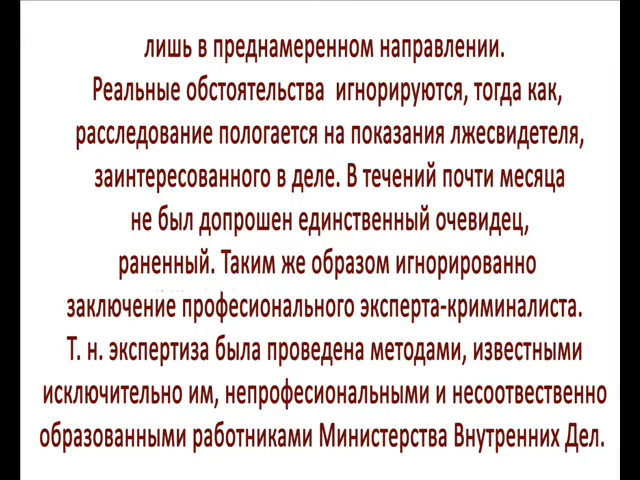 лишь в преднамеренном направлении.
Реальные обстоятельства игнорируются, тогда как,
расследование пологается на показания лжесвидетеля,
заинтересованного в деле. В течений почти месяца
не был допрошен единственный очевидец,
раненный. Таким же образом игнорированно
заключение професионального эксперта-криминалиста.
Т. н. экспертиза была проведена методами, известными
исключительно им, непрофесиональными и несоотвественно
образованными работниками Министерства Внутренних Дел.